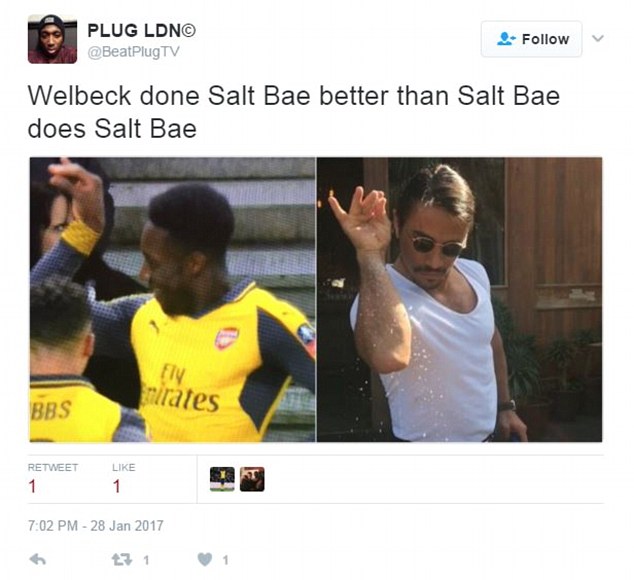 PLUG LDN©
@BeatPlugTV
Follow
Welbeck done Salt Bae better than Salt Bae
does Salt Bae
Fly
Emirates
BBS
RETWEET LIKE
1 1
7:02 PM - 28 Jan 2017
1 1